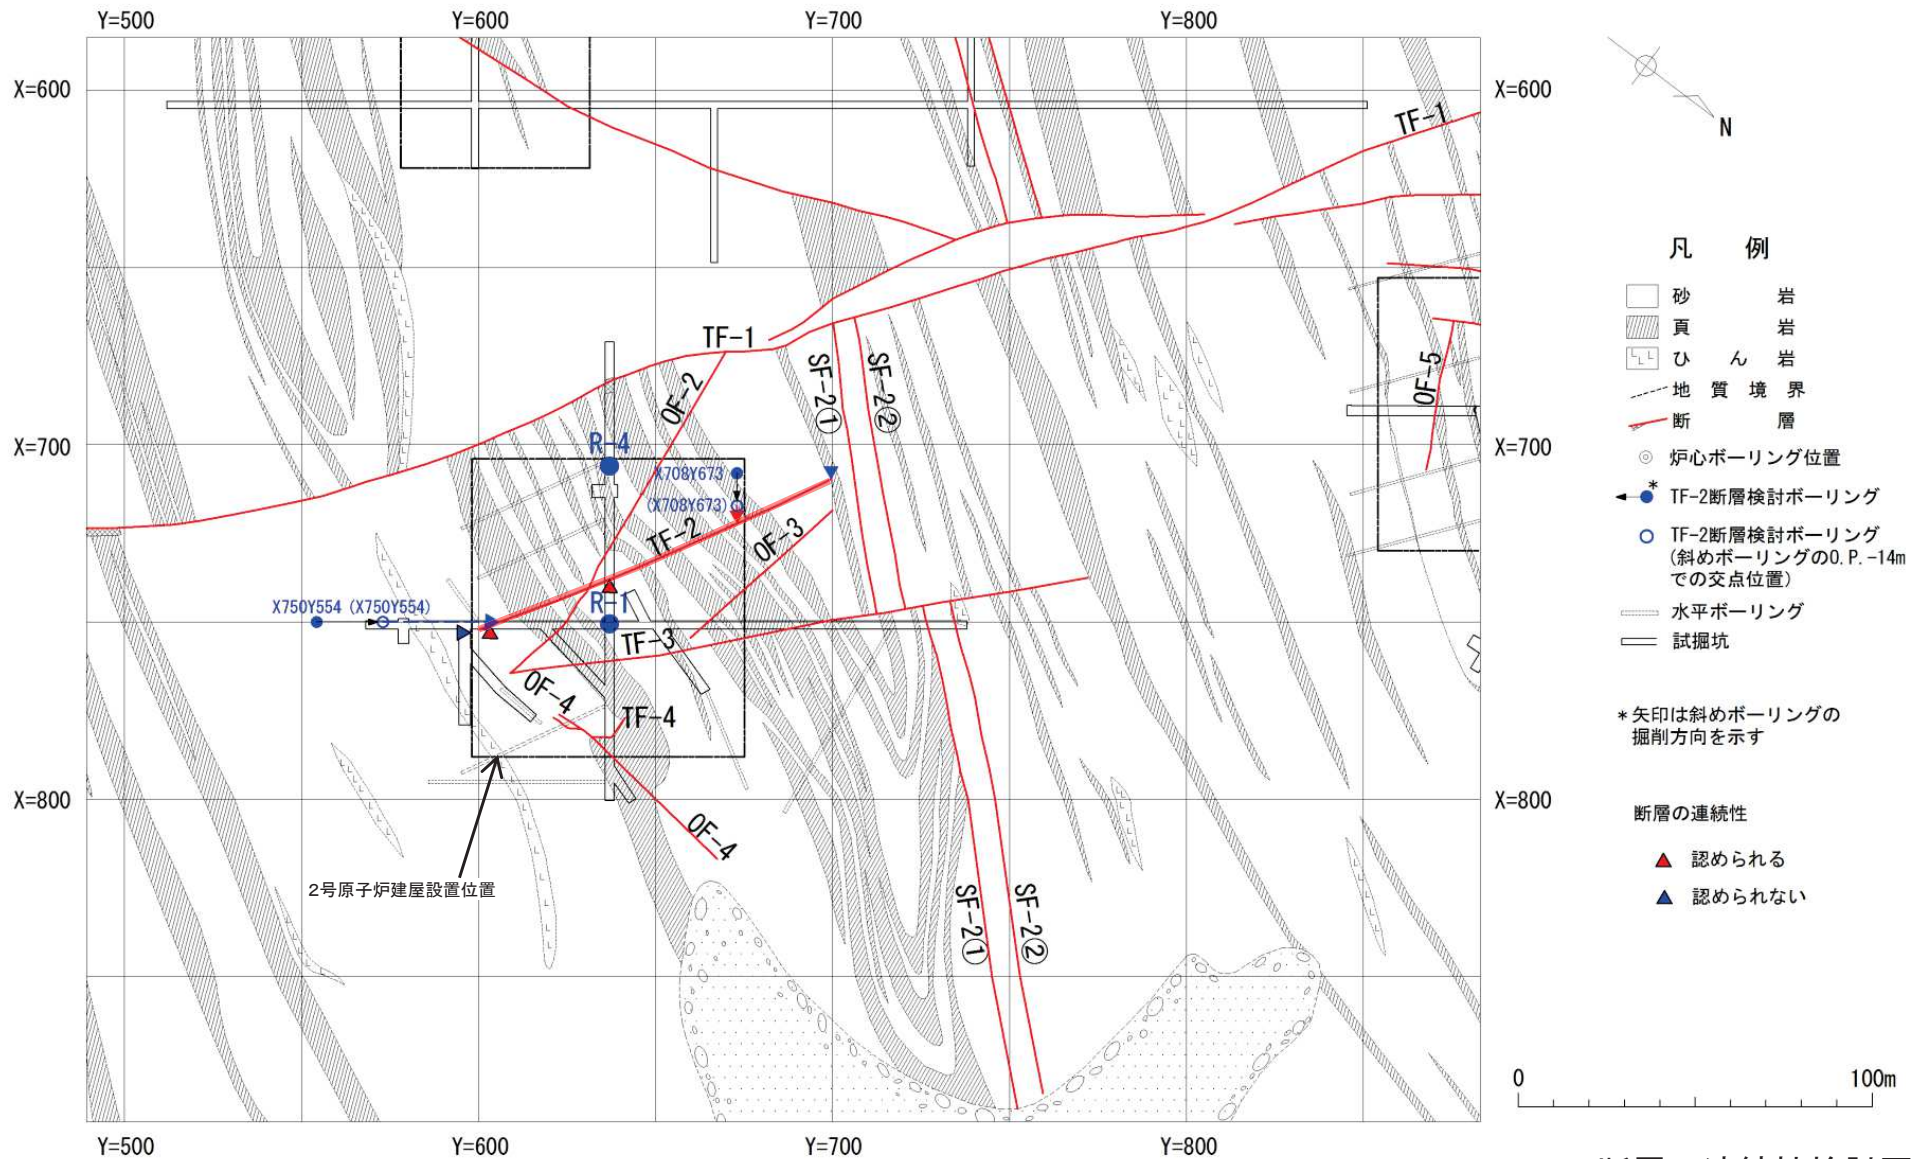 Y=500
Y=600
Y=700
Y=800
X=600
X=600
TF-1
N
凡 例
砂 岩
頁 岩
ひ ん 岩
地 質 境 界
断 層
炉心ボーリング位置
* TF-2断層検討ボーリング
TF-2断層検討ボーリング
(斜めボーリングのO.P.-14m
での交点位置)
水平ボーリング
試掘坑
*矢印は斜めボーリングの
掘削方向を示す
断層の連続性
認められる
認められない
TF-1
OF-2
SF-2①
SF-2②
OF-5
X=700
X=700
R-4
X708Y673
(X708Y673)
TF-2
OF-3
X750Y554 (X750Y554)
R-1
TF-3
OF-4
TF-4
X=800
X=800
OF-4
2号原子炉建屋設置位置
SF-2①
SF-2②
0
100m
Y=500
Y=600
Y=700
Y=800